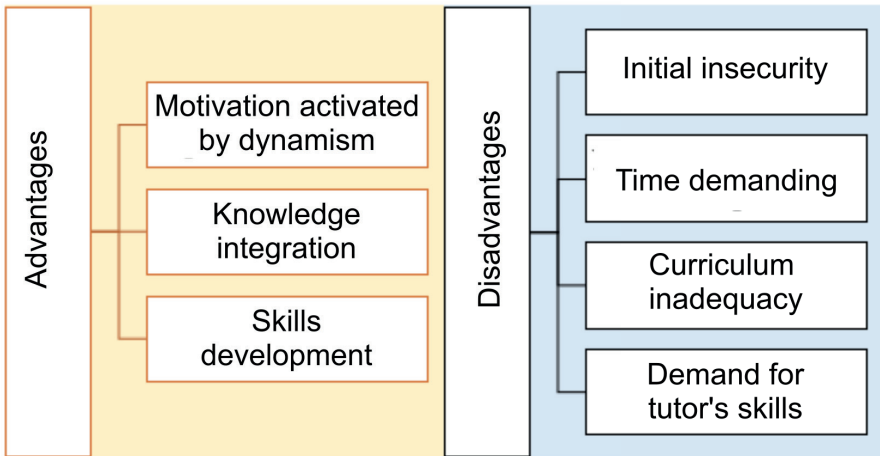 Advantages
Motivation activated
by dynamism
Knowledge
integration
Skills
development
Disadvantages
Initial insecurity
Time demanding
Curriculum
inadequacy
Demand for
tutor's skills